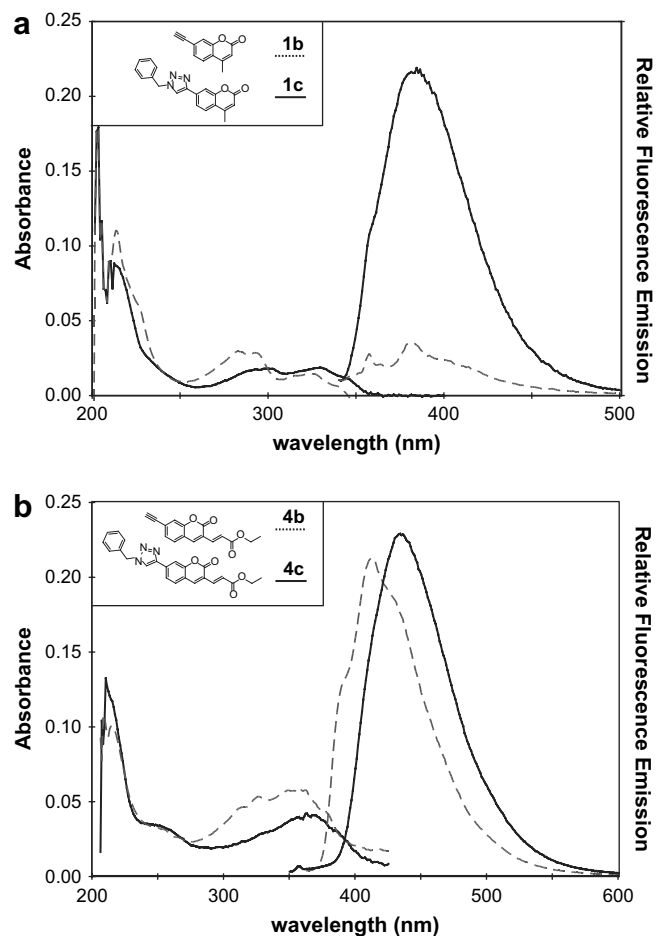 a
1b
1c
N=N
N
O
O
0.25
0.20
0.15
0.10
0.05
0.00
Absorbance
Relative Fluorescence Emission
200
300
400
500
wavelength (nm)
b
4b
4c
N-N
N
O
O
O
O
O
O
O
O
0.25
0.20
0.15
0.10
0.05
0.00
Absorbance
Relative Fluorescence Emission
200
300
400
500
600
wavelength (nm)